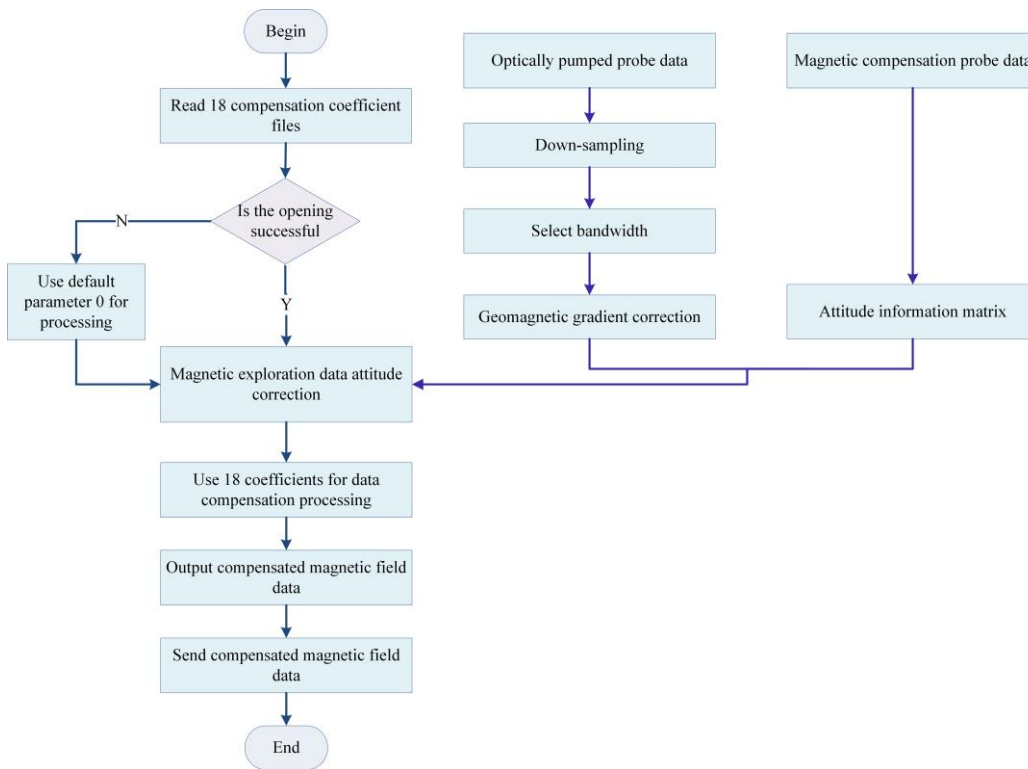 Begin
Read 18 compensation coefficient
files
Is the opening
successful
N
Y
Use default
parameter 0 for
processing
Magnetic exploration data attitude
correction
Use 18 coefficients for data
compensation processing
Output compensated magnetic field
data
Send compensated magnetic field
data
End
Optically pumped probe data
Down-sampling
Select bandwidth
Geomagnetic gradient correction
Magnetic compensation probe data
Attitude information matrix